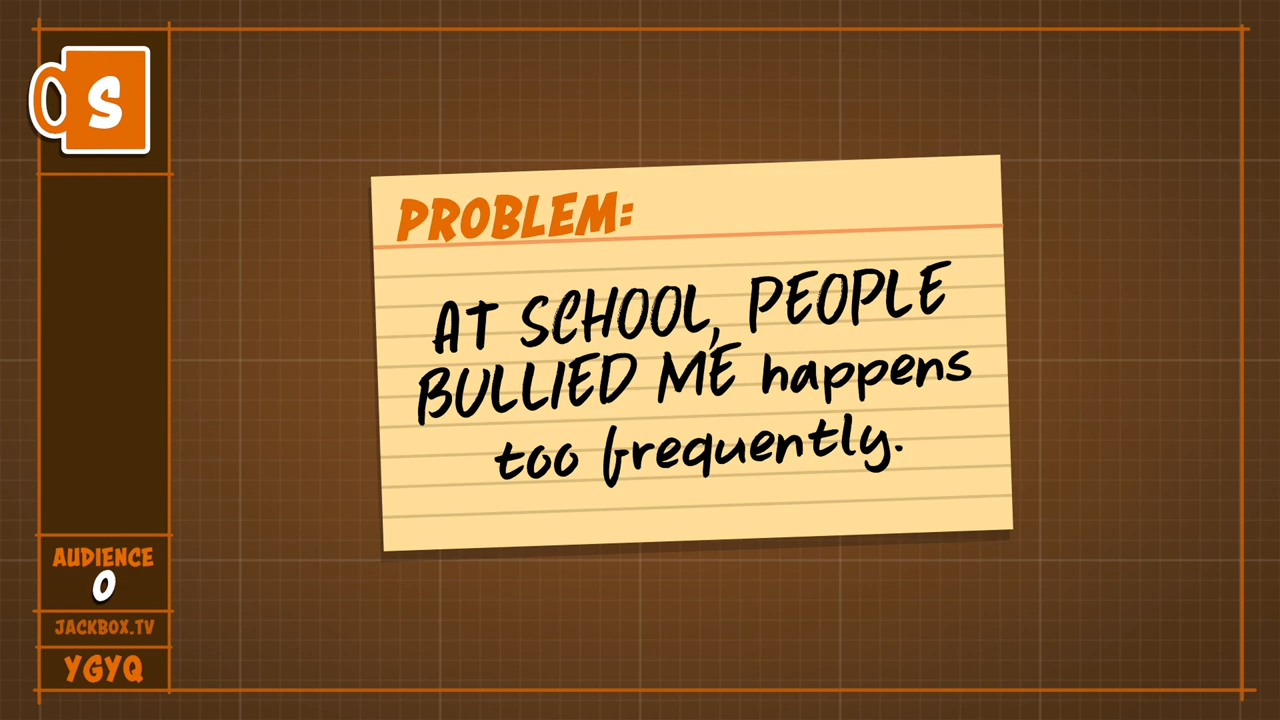 S
PROBLEM:
AT SCHOOL, PEOPLE
BULLIED ME happens
too frequently.
AUDIENCE
0
JACKBOX.TV
YGYQ